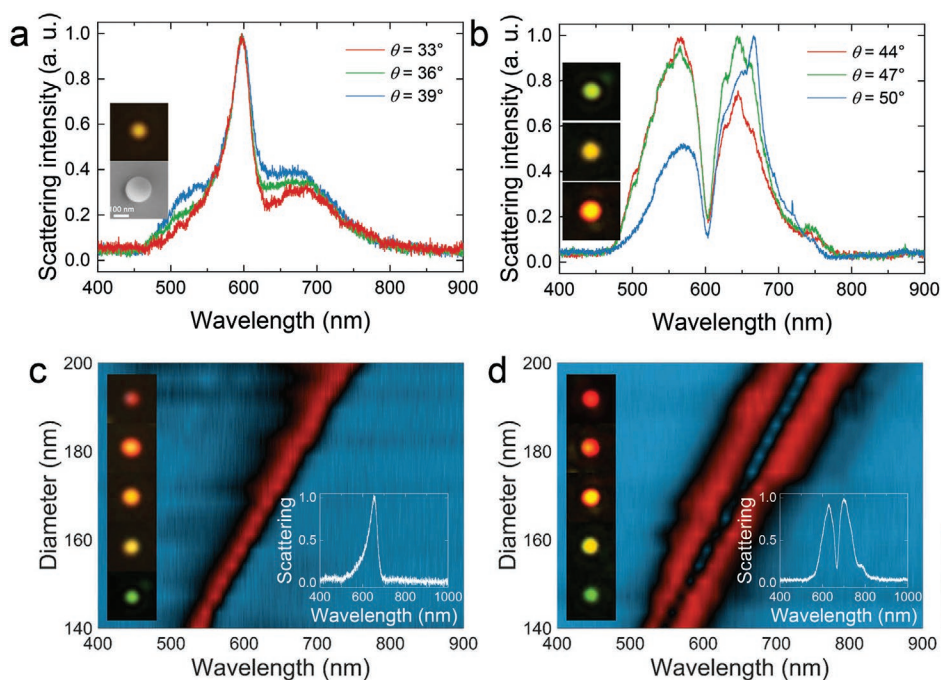 a
Scattering intensity (a. u.)
1.0
0.8
0.6
0.4
0.2
0.0
θ = 33°
θ = 36°
θ = 39°
100 nm
400 500 600 700 800 900
Wavelength (nm)
b
Scattering intensity (a. u.)
1.0
0.8
0.6
0.4
0.2
0.0
θ = 44°
θ = 47°
θ = 50°
400 500 600 700 800 900
Wavelength (nm)
c
Diameter (nm)
200
180
160
140
Scattering
1.0
0.5
0.0
400 600 800 1000
Wavelength (nm)
400 500 600 700 800 900
Wavelength (nm)
d
Diameter (nm)
200
180
160
140
Scattering
1.0
0.5
0.0
400 600 800 1000
Wavelength (nm)
400 500 600 700 800 900
Wavelength (nm)